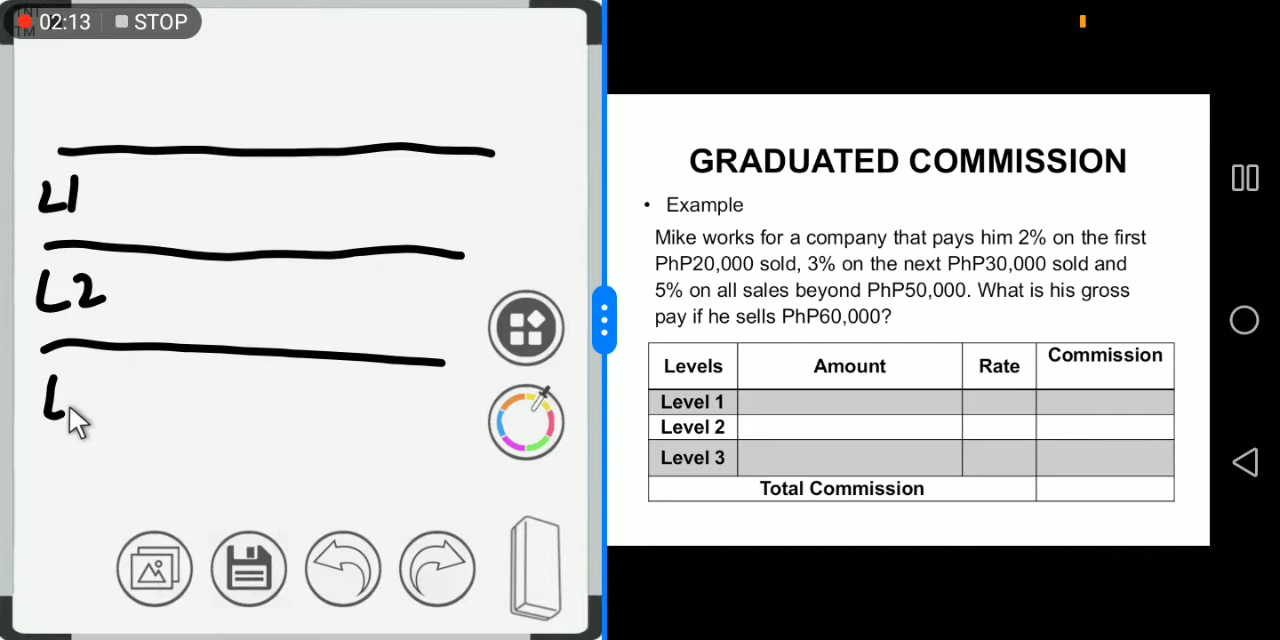 02:13 STOP
L1
L2
L
GRADUATED COMMISSION
• Example
Mike works for a company that pays him 2% on the first
PhP20,000 sold, 3% on the next PhP30,000 sold and
5% on all sales beyond PhP50,000. What is his gross
pay if he sells PhP60,000?
Levels Amount Rate Commission
Level 1
Level 2
Level 3
Total Commission